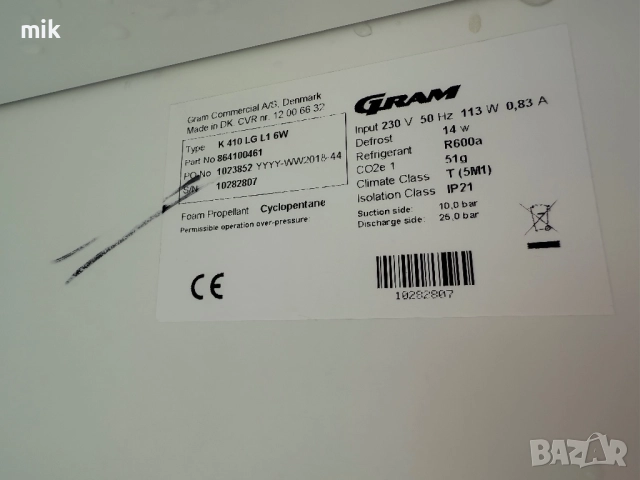 mik
Gram Commercial A/S, Denmark
Made in DK. CVR nr. 12 00 66 32
Type K 410 LG L1 6W
Part No 864100461
PO No 1023852 YYYY-WW2018-44
S/N 10282807
Foam Propellant Cyclopentane
Permissible operation over-pressure:
CE
GRAM
Input 230 V 50 Hz 113 W 0,83 A
Defrost 14 w
Refrigerant R600a
CO2e 1 51g
Climate Class T (5M1)
Isolation Class IP21
Suction side: 10,0 bar
Discharge side: 25,0 bar
10282807
BAZAR